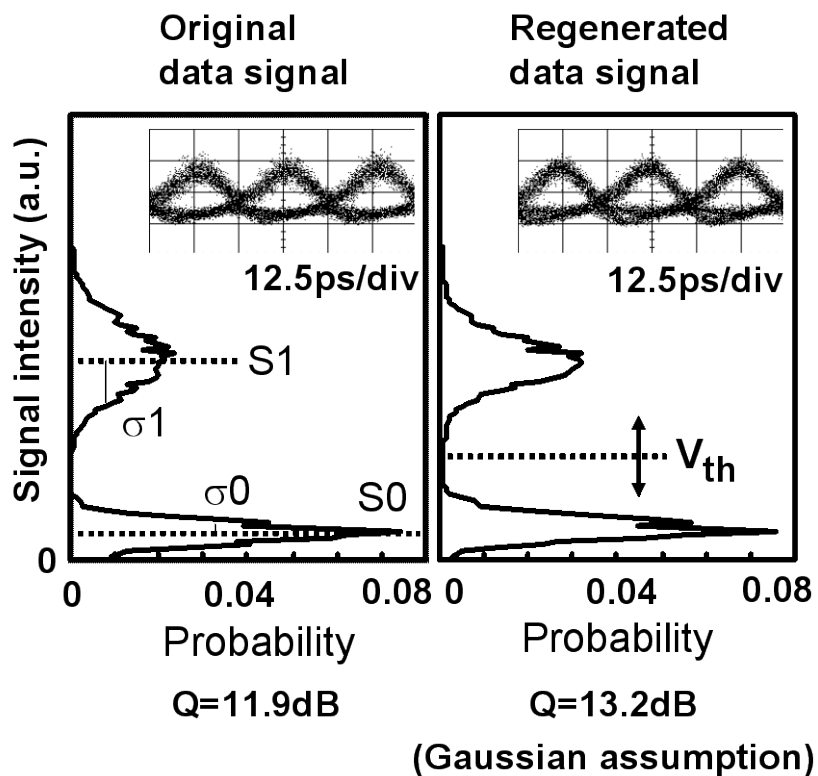 Original
data signal
Regenerated
data signal
Signal intensity (a.u.)
12.5ps/div
S1
σ1
σ0
S0
0
0
0.04
0.08
Probability
Q=11.9dB
12.5ps/div
Vth
0
0.04
0.08
Probability
Q=13.2dB
(Gaussian assumption)